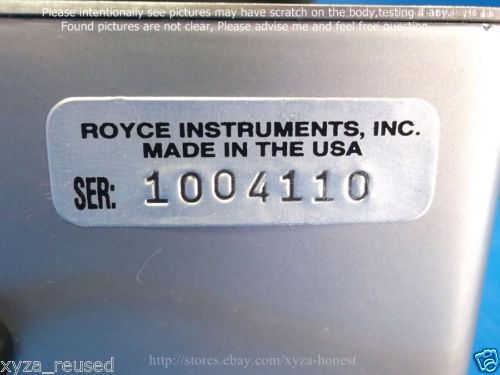 Please intentionally see pictures may have scratch on the body,testing if any..
Found pictures are not clear, Please advise me and feel free question
ROYCE INSTRUMENTS, INC.
MADE IN THE USA
SER: 1004110
xyza_reused
http://stores.ebay.com/xyza-honest